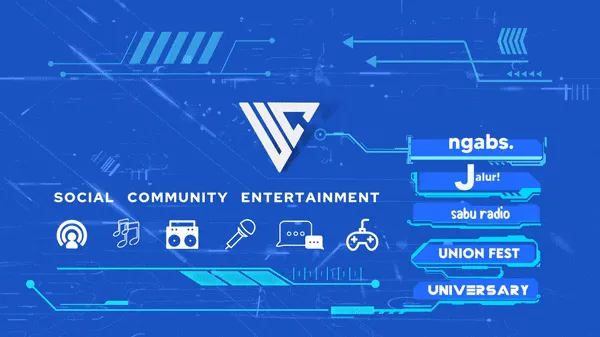 SOCIAL COMMUNITY ENTERTAINMENT
ngabs.
Jalur!
sabu radio
UNION FEST
UNIVERSARY